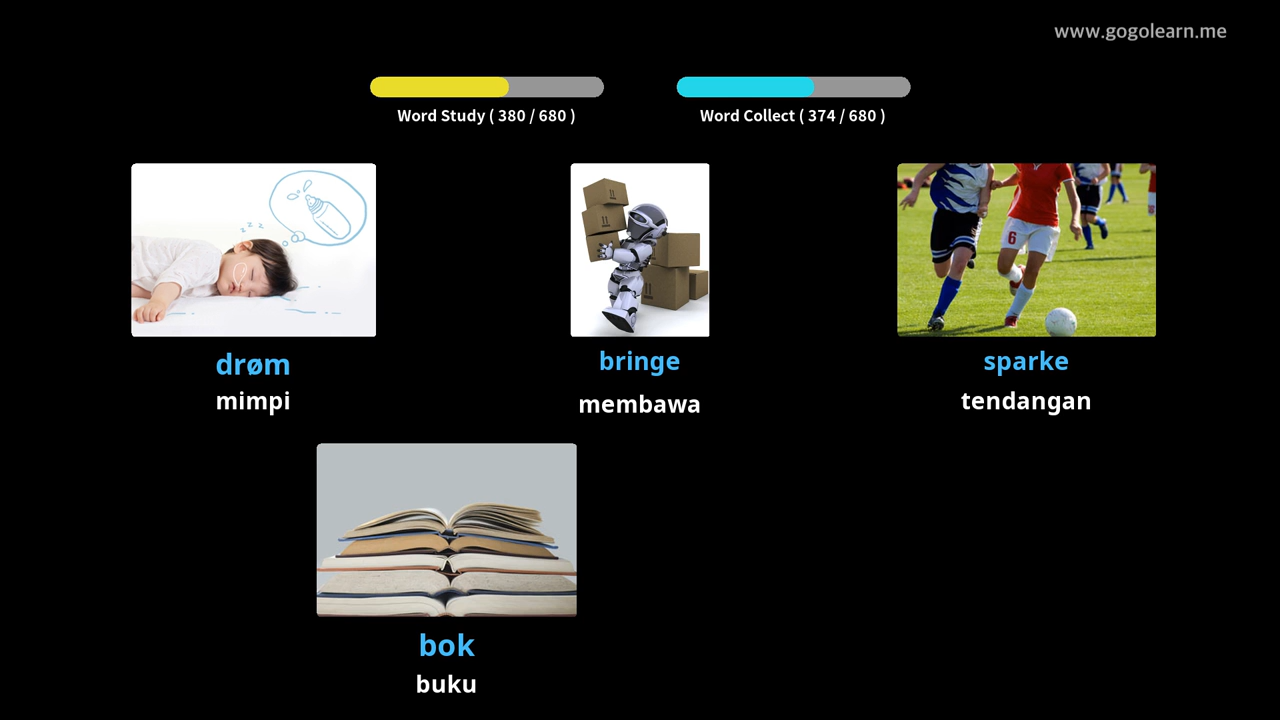 www.gogolearn.me
Word Study ( 380 / 680 )
Word Collect ( 374 / 680 )
z z z
6
drøm
mimpi
bringe
membawa
sparke
tendangan
bok
buku